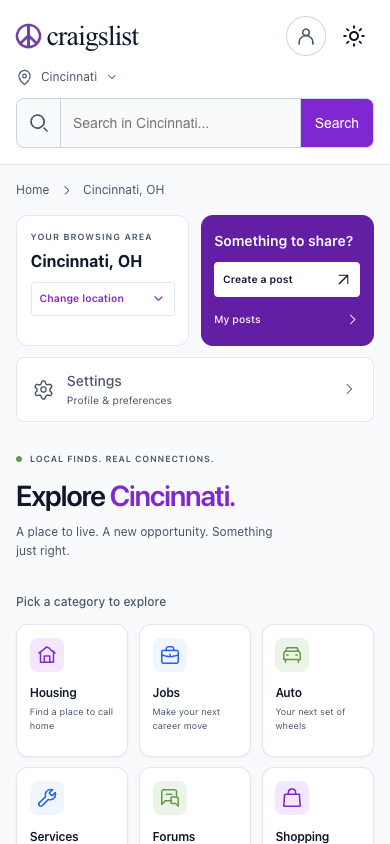 craigslist
Cincinnati
Search in Cincinnati...
Search
Home
Cincinnati, OH
YOUR BROWSING AREA
Cincinnati, OH
Change location
Something to share?
Create a post
My posts
Settings
Profile & preferences
LOCAL FINDS. REAL CONNECTIONS.
Explore Cincinnati.
A place to live. A new opportunity. Something
just right.
Pick a category to explore
Housing
Find a place to call
home
Jobs
Make your next
career move
Auto
Your next set of
wheels
Services
Forums
Shopping